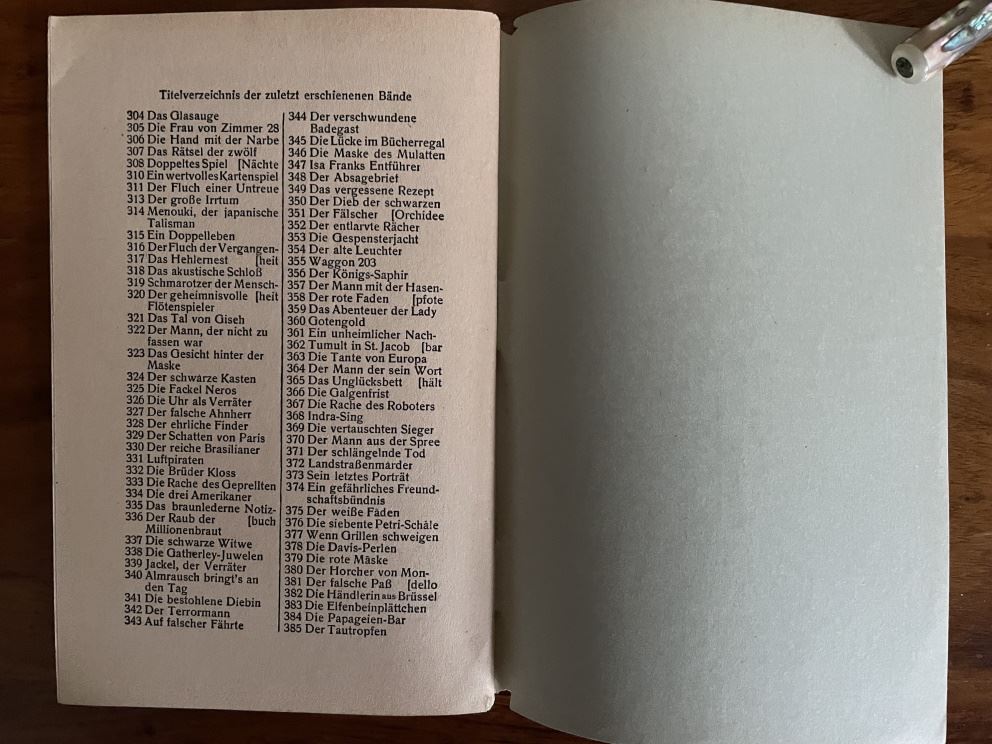 Titelverzeichnis der zuletzt erschienenen Bände
304 Das Glasauge
305 Die Frau von Zimmer 28
306 Die Hand mit der Narbe
307 Das Rätsel der zwölf
308 Doppeltes Spiel [Nächte
310 Ein wertvolles Kartenspiel
311 Der Fluch einer Untreue
313 Der große Irrtum
314 Menouki, der japanische
Talisman
315 Ein Doppelleben
316 Der Fluch der Vergangen-
317 Das Hehlernest [heit
318 Das akustische Schloß
319 Schmarotzer der Mensch-
320 Der geheimnisvolle [heit
Flötenspieler
321 Das Tal von Giseh
322 Der Mann, der nicht zu
fassen war
323 Das Gesicht hinter der
Maske
324 Der schwarze Kasten
325 Die Fackel Neros
326 Die Uhr als Verräter
327 Der falsche Ahnherr
328 Der ehrliche Finder
329 Der Schatten von Paris
330 Der reiche Brasilianer
331 Luftpiraten
332 Die Brüder Kloss
333 Die Rache des Geprellten
334 Die drei Amerikaner
335 Das braunlederne Notiz-
336 Der Raub der [buch
Millionenbraut
337 Die schwarze Witwe
338 Die Gatherley-Juwelen
339 Jackel, der Verräter
340 Almrausch bringt's an
den Tag
341 Die bestohlene Diebin
342 Der Terrormann
343 Auf falscher Fährte
344 Der verschwundene
Badegast
345 Die Lücke im Bücherregal
346 Die Maske des Mulatten
347 Isa Franks Entführer
348 Der Absagebrief
349 Das vergessene Rezept
350 Der Dieb der schwarzen
351 Der Fälscher [Orchidee
352 Der entlarvte Rächer
353 Die Gespensterjacht
354 Der alte Leuchter
355 Waggon 203
356 Der Königs-Saphir
357 Der Mann mit der Hasen-
358 Der rote Faden [pfote
359 Das Abenteuer der Lady
360 Gotengold
361 Ein unheimlicher Nach-
362 Tumult in St. Jacob [bar
363 Die Tante von Europa
364 Der Mann der sein Wort
365 Das Unglücksbett [hält
366 Die Galgenfrist
367 Die Rache des Roboters
368 Indra-Sing
369 Die vertauschten Sieger
370 Der Mann aus der Spree
371 Der schlängelnde Tod
372 Landstraßenmarder
373 Sein letztes Porträt
374 Ein gefährliches Freund-
schaftsbündnis
375 Der weiße Faden
376 Die siebente Petri-Schale
377 Wenn Grillen schweigen
378 Die Davis-Perlen
379 Die rote Maske
380 Der Horcher von Mon-
381 Der falsche Paß [dello
382 Die Händlerin aus Brüssel
383 Die Elfenbeinplättchen
384 Die Papageien-Bar
385 Der Tautropfen